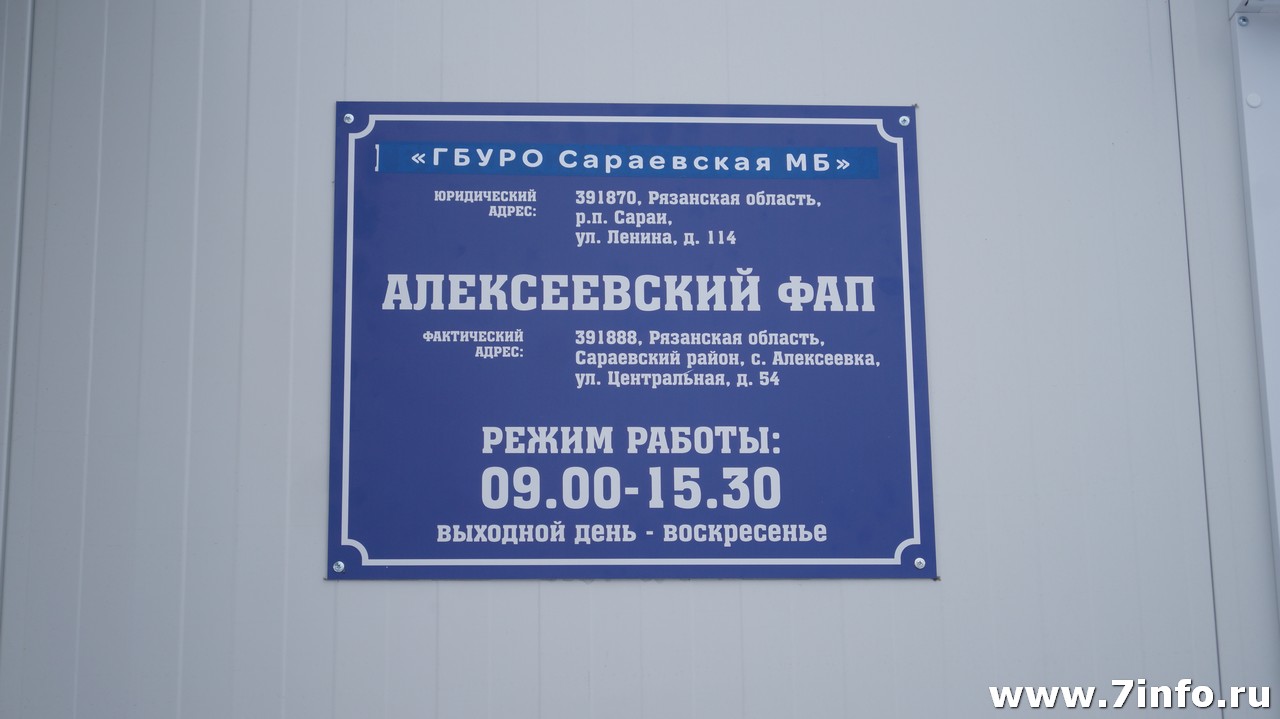 «ГБУРО Сараевская МБ»
ЮРИДИЧЕСКИЙ АДРЕС:
391870, Рязанская область,
р.п. Сараи,
ул. Ленина, д. 114
АЛЕКСЕЕВСКИЙ ФАП
ФАКТИЧЕСКИЙ АДРЕС:
391888, Рязанская область,
Сараевский район, с. Алексеевка,
ул. Центральная, д. 54
РЕЖИМ РАБОТЫ:
09.00-15.30
ВЫХОДНОЙ ДЕНЬ - ВОСКРЕСЕНЬЕ
www.7info.ru